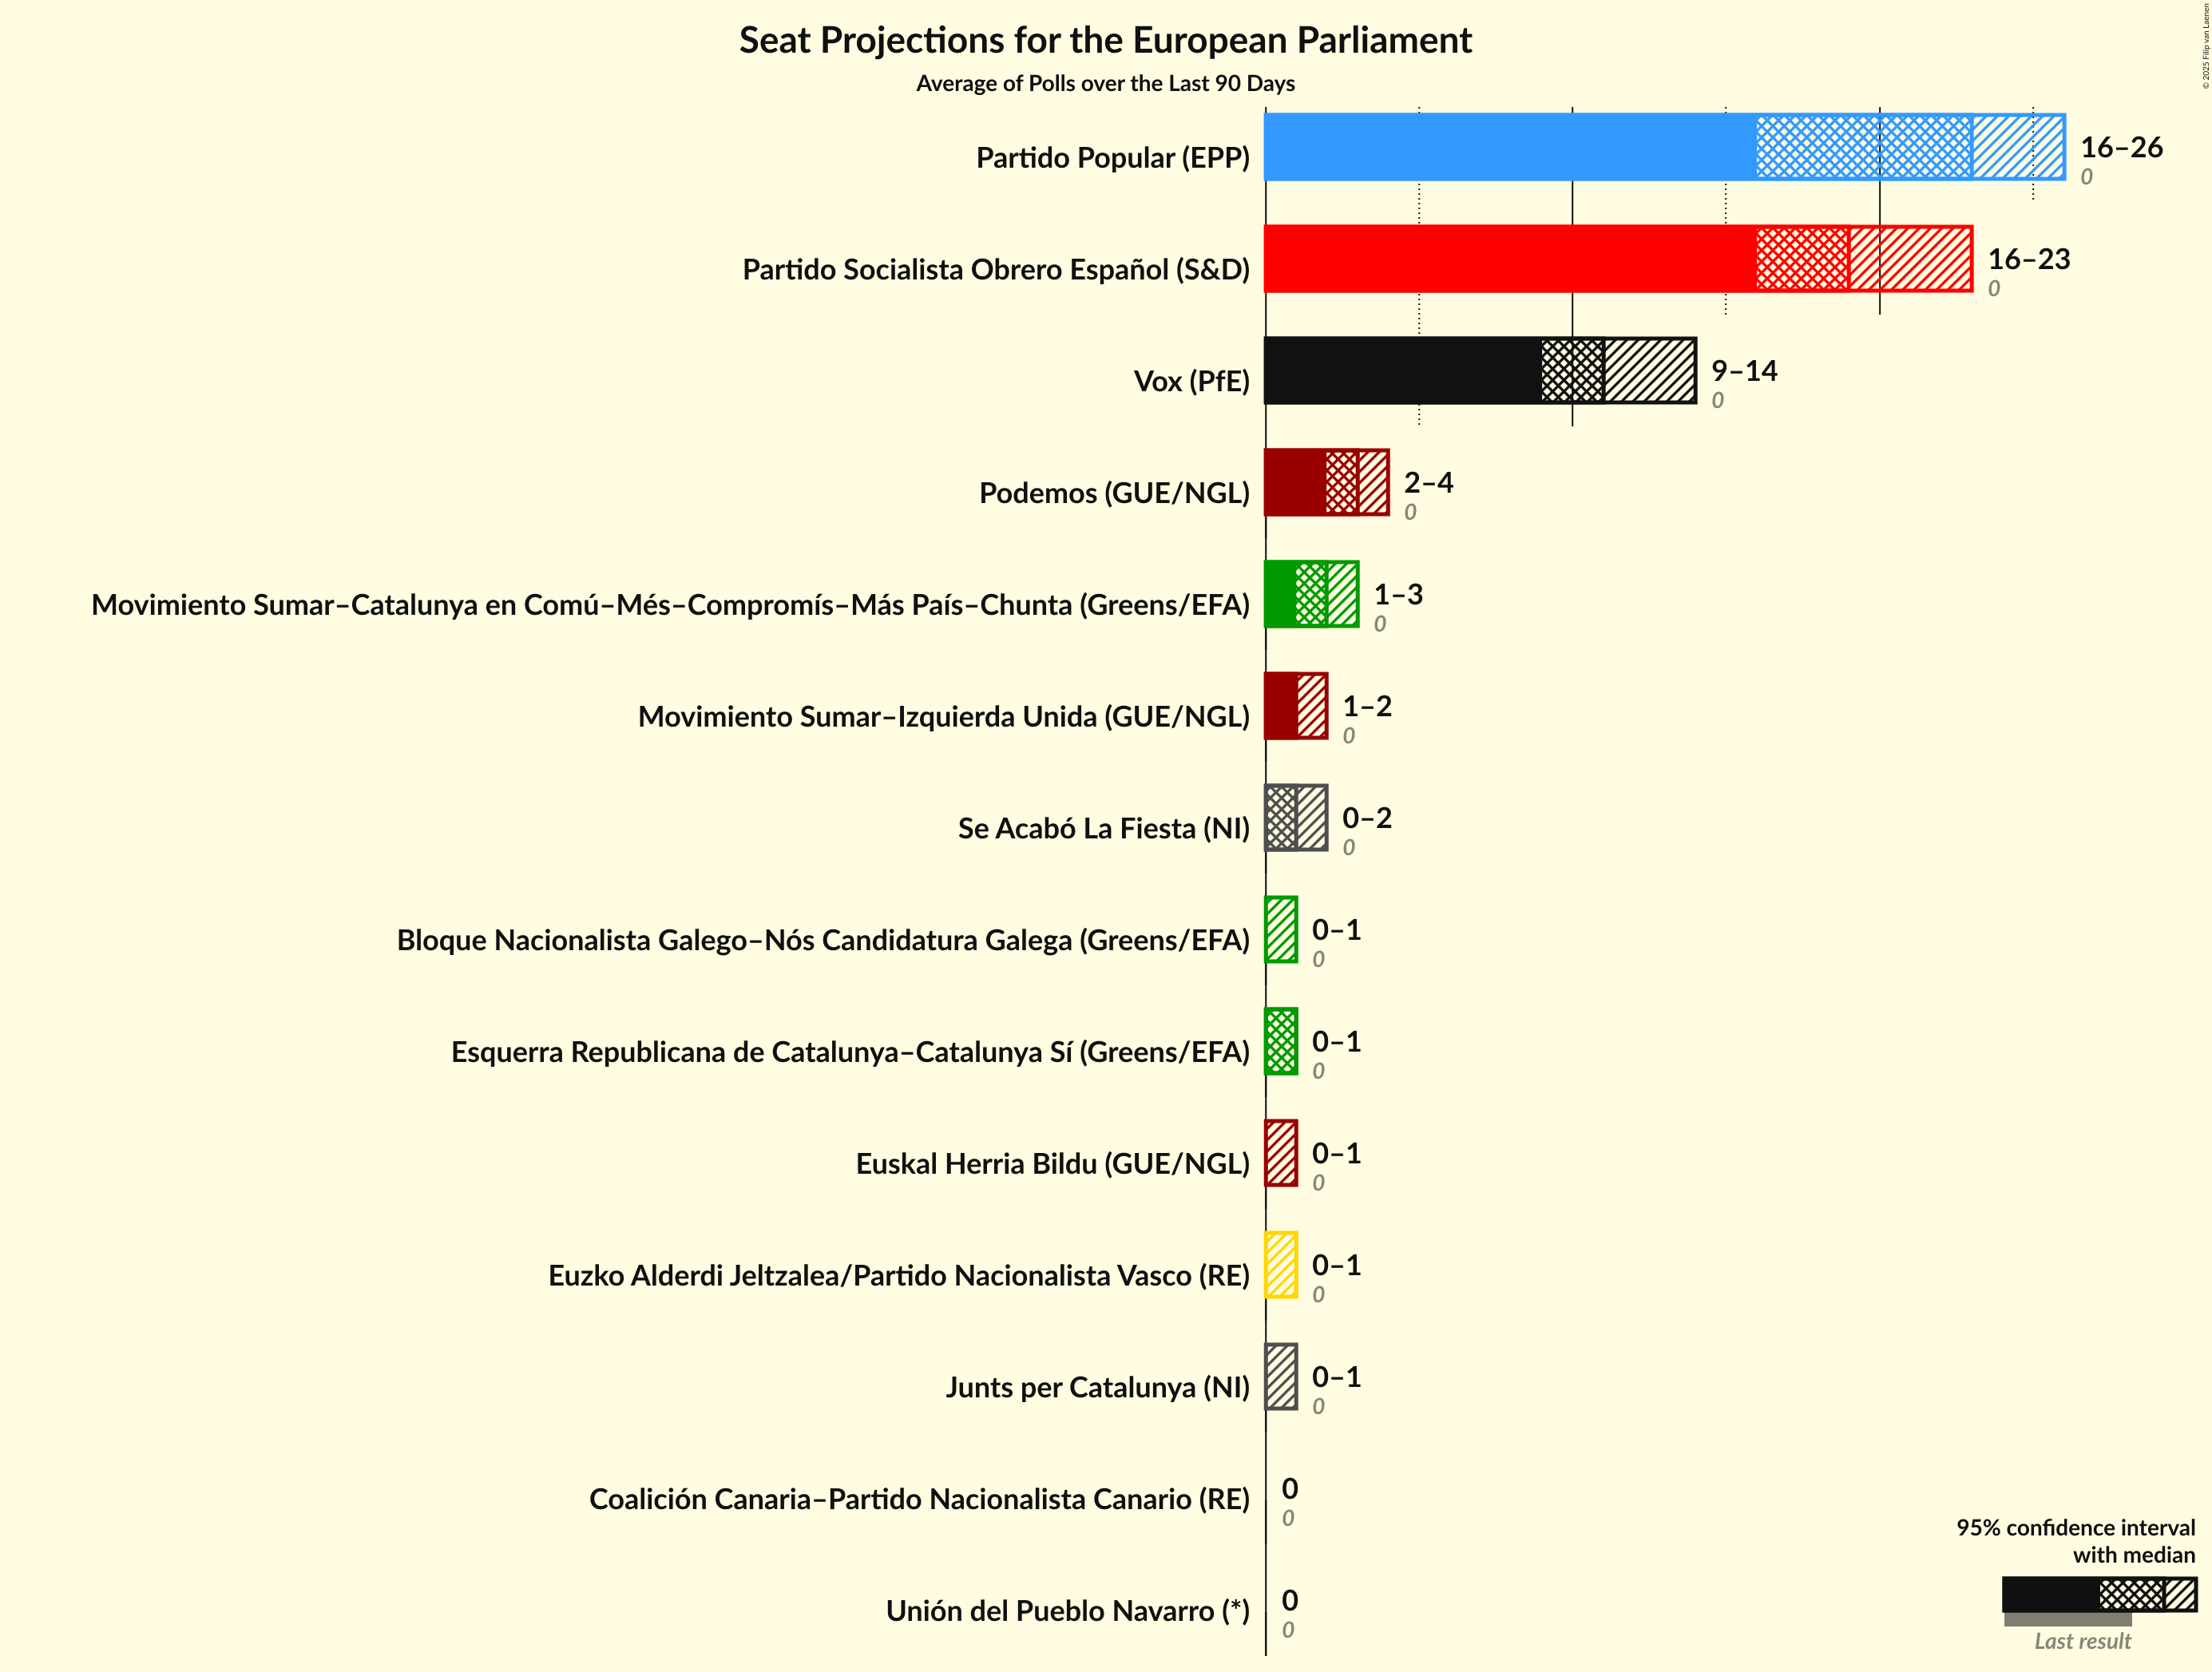 Seat Projections for the European Parliament
Average of Polls over the Last 90 Days
© 2025 Filip van Laenen
Partido Popular (EPP)
16–26
0
Partido Socialista Obrero Español (S&D)
16–23
0
Vox (PfE)
9–14
0
Podemos (GUE/NGL)
2–4
0
Movimiento Sumar–Catalunya en Comú–Més–Compromís–Más País–Chunta (Greens/EFA)
1–3
0
Movimiento Sumar–Izquierda Unida (GUE/NGL)
1–2
0
Se Acabó La Fiesta (NI)
0–2
0
Bloque Nacionalista Galego–Nós Candidatura Galega (Greens/EFA)
0–1
0
Esquerra Republicana de Catalunya–Catalunya Sí (Greens/EFA)
0–1
0
Euskal Herria Bildu (GUE/NGL)
0–1
0
Euzko Alderdi Jeltzalea/Partido Nacionalista Vasco (RE)
0–1
0
Junts per Catalunya (NI)
0–1
0
Coalición Canaria–Partido Nacionalista Canario (RE)
0
0
Unión del Pueblo Navarro (*)
0
0
95% confidence interval
with median
Last result